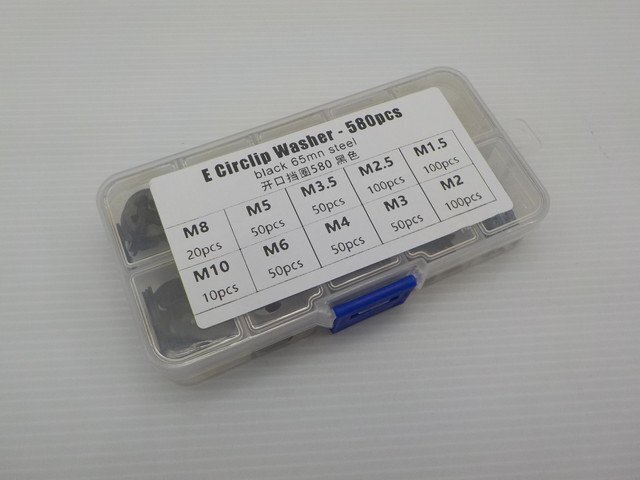 E Circlip Washer - 580pcs
black 65mn steel
开口挡圈580 黑色
M8 M5 M3.5 M2.5 M1.5
20pcs 50pcs 50pcs 100pcs 100pcs
M10 M6 M4 M3 M2
10pcs 50pcs 50pcs 50pcs 100pcs